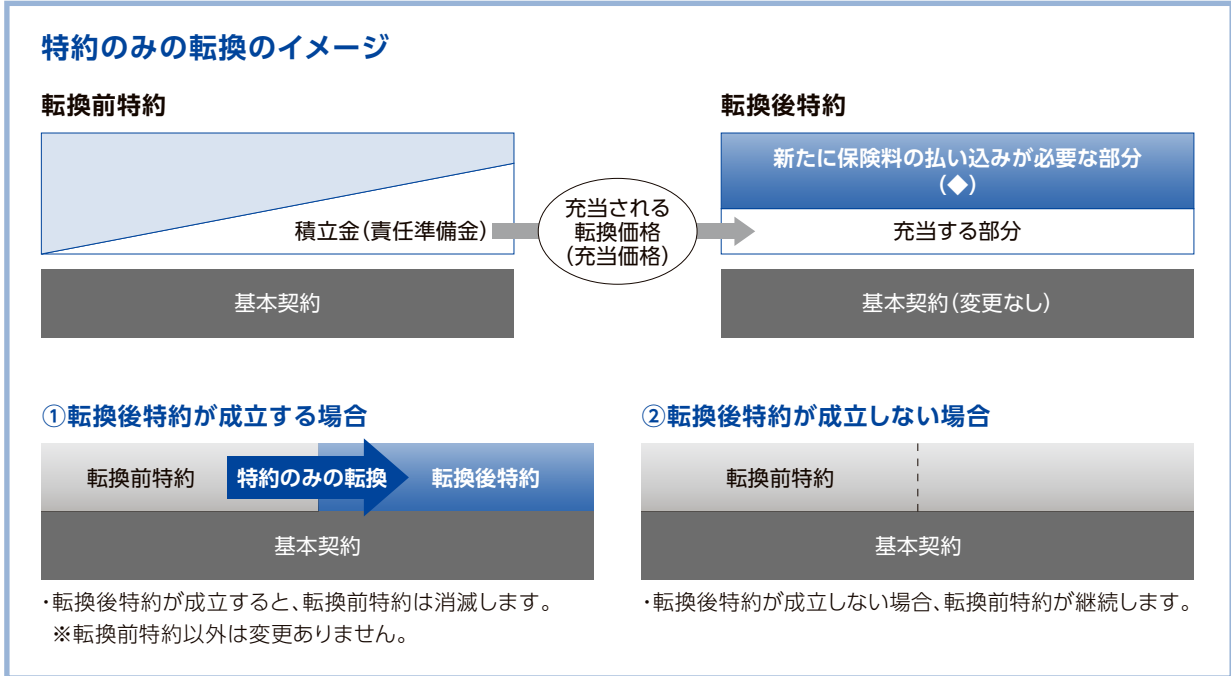 特約のみの転換のイメージ
転換前特約
積立金(責任準備金)
基本契約
充当される
転換価格
(充当価格)
転換後特約
新たに保険料の払い込みが必要な部分
(◆)
充当する部分
基本契約(変更なし)
①転換後特約が成立する場合
転換前特約
特約のみの転換
転換後特約
基本契約
・転換後特約が成立すると、転換前特約は消滅します。
※転換前特約以外は変更ありません。
②転換後特約が成立しない場合
転換前特約
基本契約
・転換後特約が成立しない場合、転換前特約が継続します。